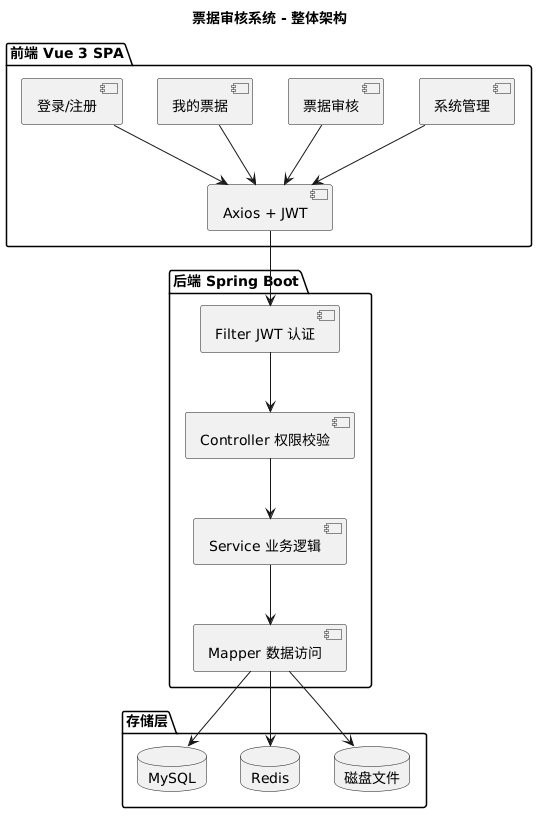 票据审核系统 - 整体架构
前端 Vue 3 SPA
登录/注册
我的票据
票据审核
系统管理
Axios + JWT
后端 Spring Boot
Filter JWT 认证
Controller 权限校验
Service 业务逻辑
Mapper 数据访问
存储层
MySQL
Redis
磁盘文件